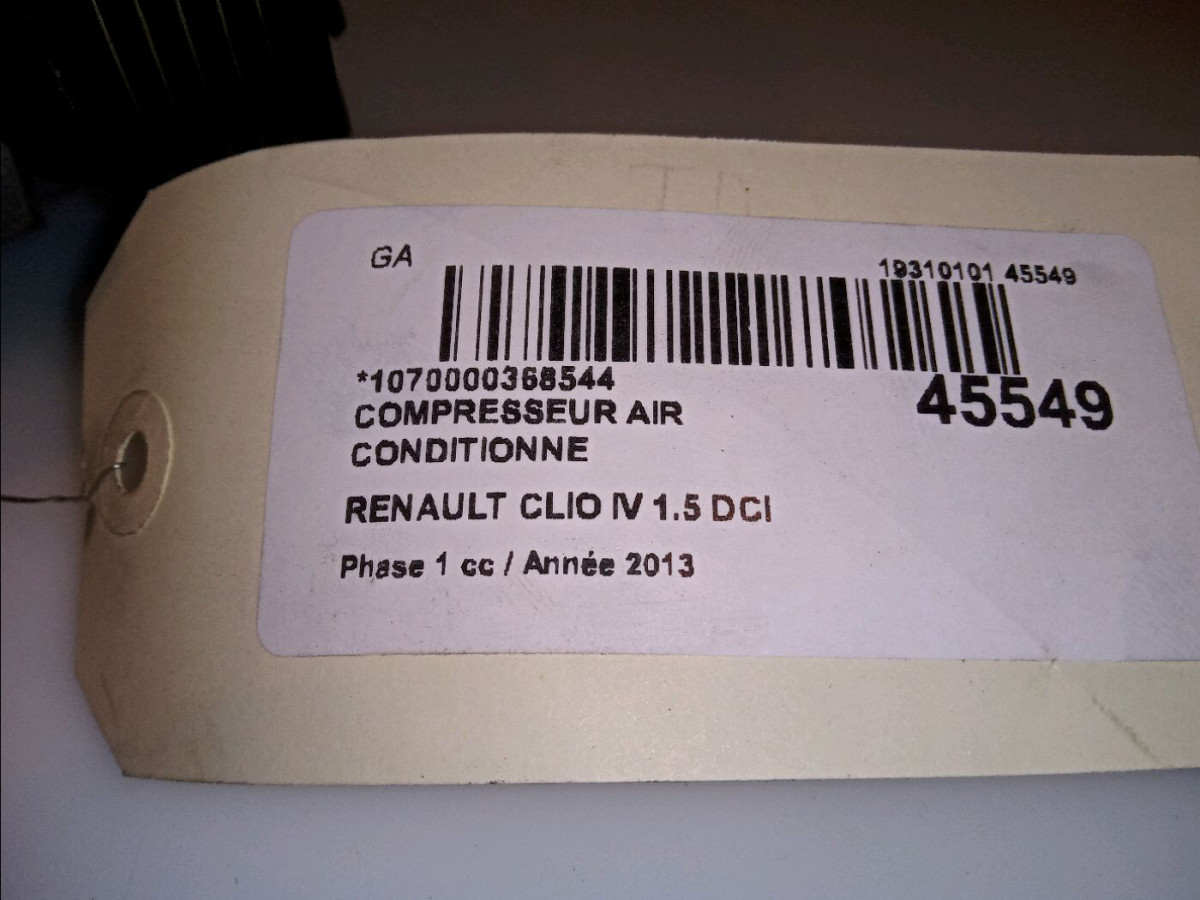 GA
19310101 45549
*1070000368544
45549
COMPRESSEUR AIR
CONDITIONNE
RENAULT CLIO IV 1.5 DCI
Phase 1 cc / Année 2013